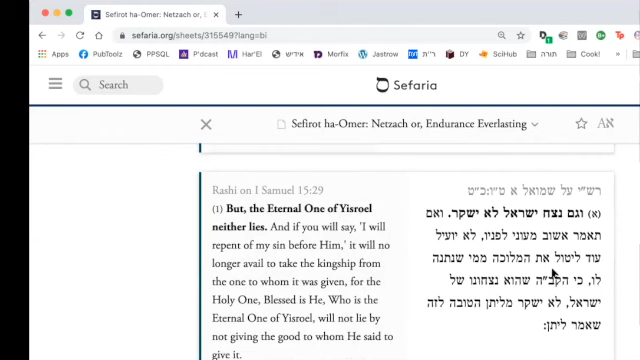 Sefirot ha-Omer: Netzach or, E
sefaria.org/sheets/315549?lang=bi
Apps PubToolz PPSQL P'dcast Har'El אידיש Morfix Jastrow ר"ת DY SciHub תורה Cook!
Search
Sefaria
Sefirot ha-Omer: Netzach or, Endurance Everlasting
Rashi on I Samuel 15:29
(1) But, the Eternal One of Yisroel
neither lies. And if you will say, 'I will
repent of my sin before Him,' it will no
longer avail to take the kingship from
the one to whom it was given, for the
Holy One, Blessed is He, Who is the
Eternal One of Yisroel, will not lie by
not giving the good to whom He said to
give it.
רש"י על שמואל א ט"ו:כ"ט
(א) וגם נצח ישראל לא ישקר. ואם
תאמר אשוב מעוני לפניו, לא יועיל
עוד ליטול את המלוכה ממי שנתנה
לו, כי הקב"ה שהוא נצחונו של
ישראל, לא ישקר מליתן הטובה לזה
שאמר ליתן: